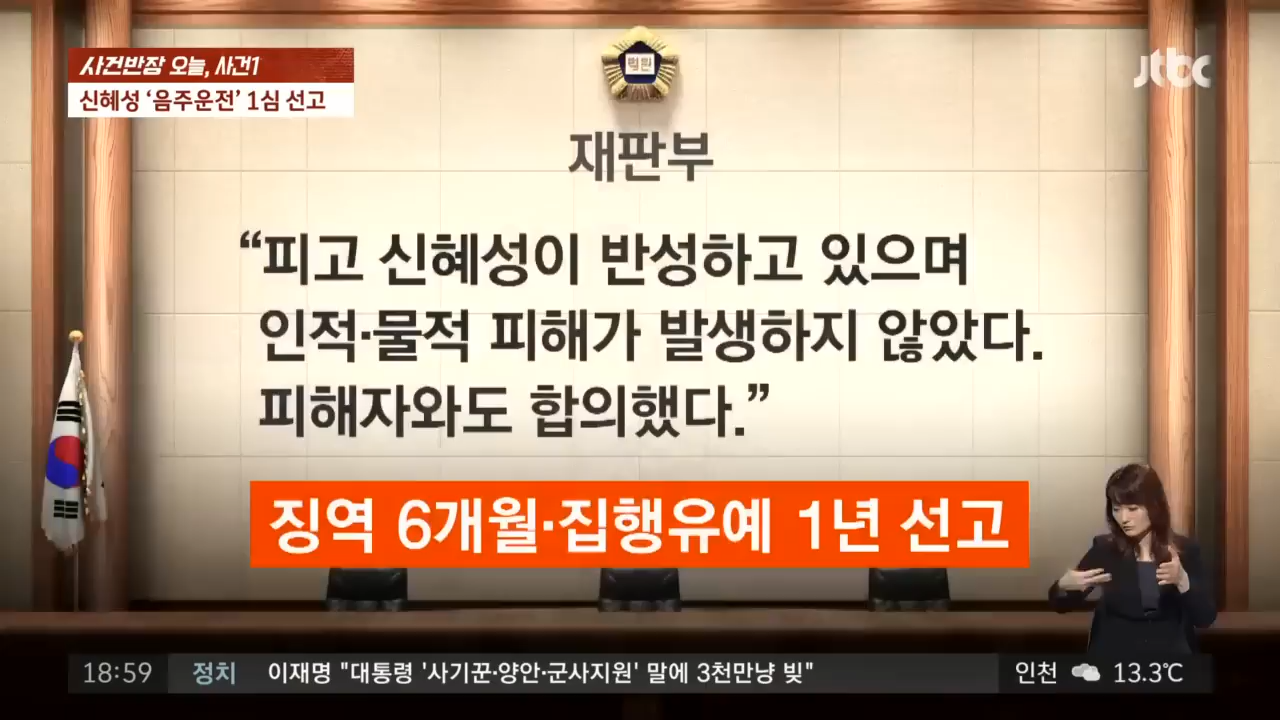 사건반장 오늘, 사건1
신혜성 ‘음주운전’ 1심 선고
jtbc
법원
재판부
“피고 신혜성이 반성하고 있으며
인적·물적 피해가 발생하지 않았다.
피해자와도 합의했다.”
징역 6개월·집행유예 1년 선고
18:59 정치 이재명 "대통령 '사기꾼·양안·군사지원' 말에 3천만냥 빚" 인천 13.3℃